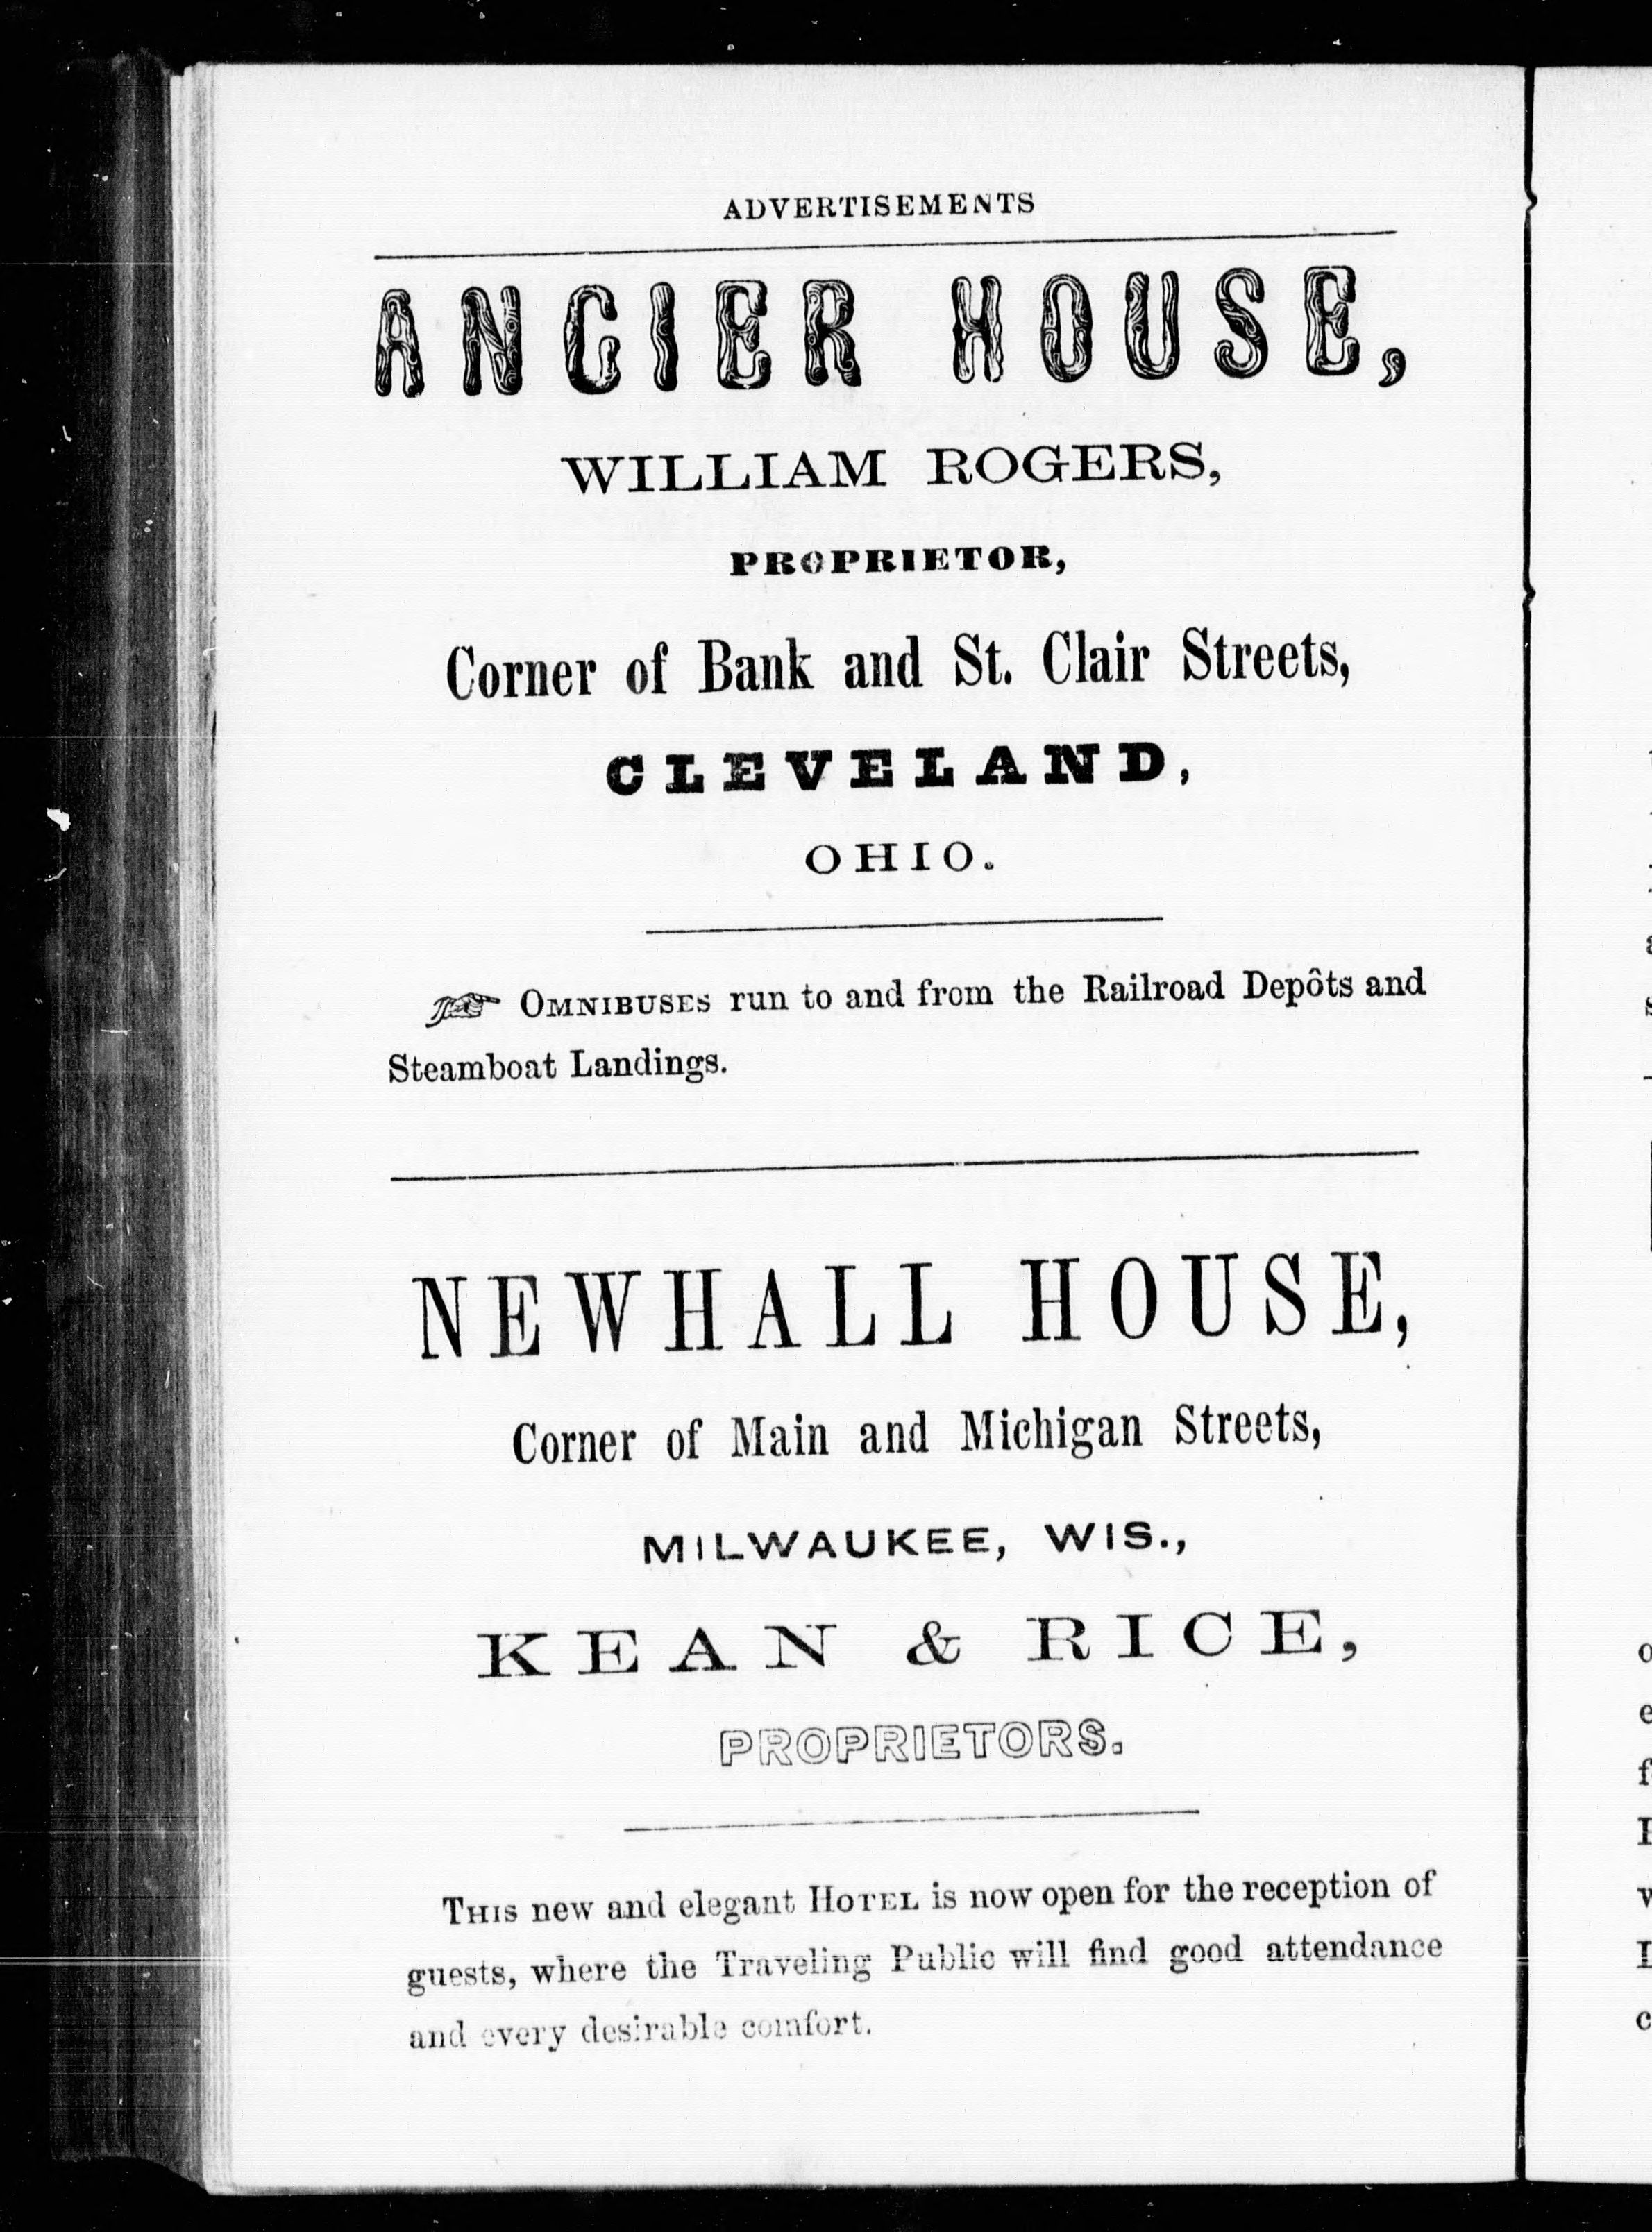 ADVERTISEMENTS
ANGIER HOUSE,
WILLIAM ROGERS,
PROPRIETOR,
Corner of Bank and St. Clair Streets,
CLEVELAND,
OHIO.
☞ OMNIBUSES run to and from the Railroad Depôts and
Steamboat Landings.
NEWHALL HOUSE,
Corner of Main and Michigan Streets,
MILWAUKEE, WIS.,
KEAN & RICE,
PROPRIETORS.
THIS new and elegant HOTEL is now open for the reception of
guests, where the Traveling Public will find good attendance
and every desirable comfort.